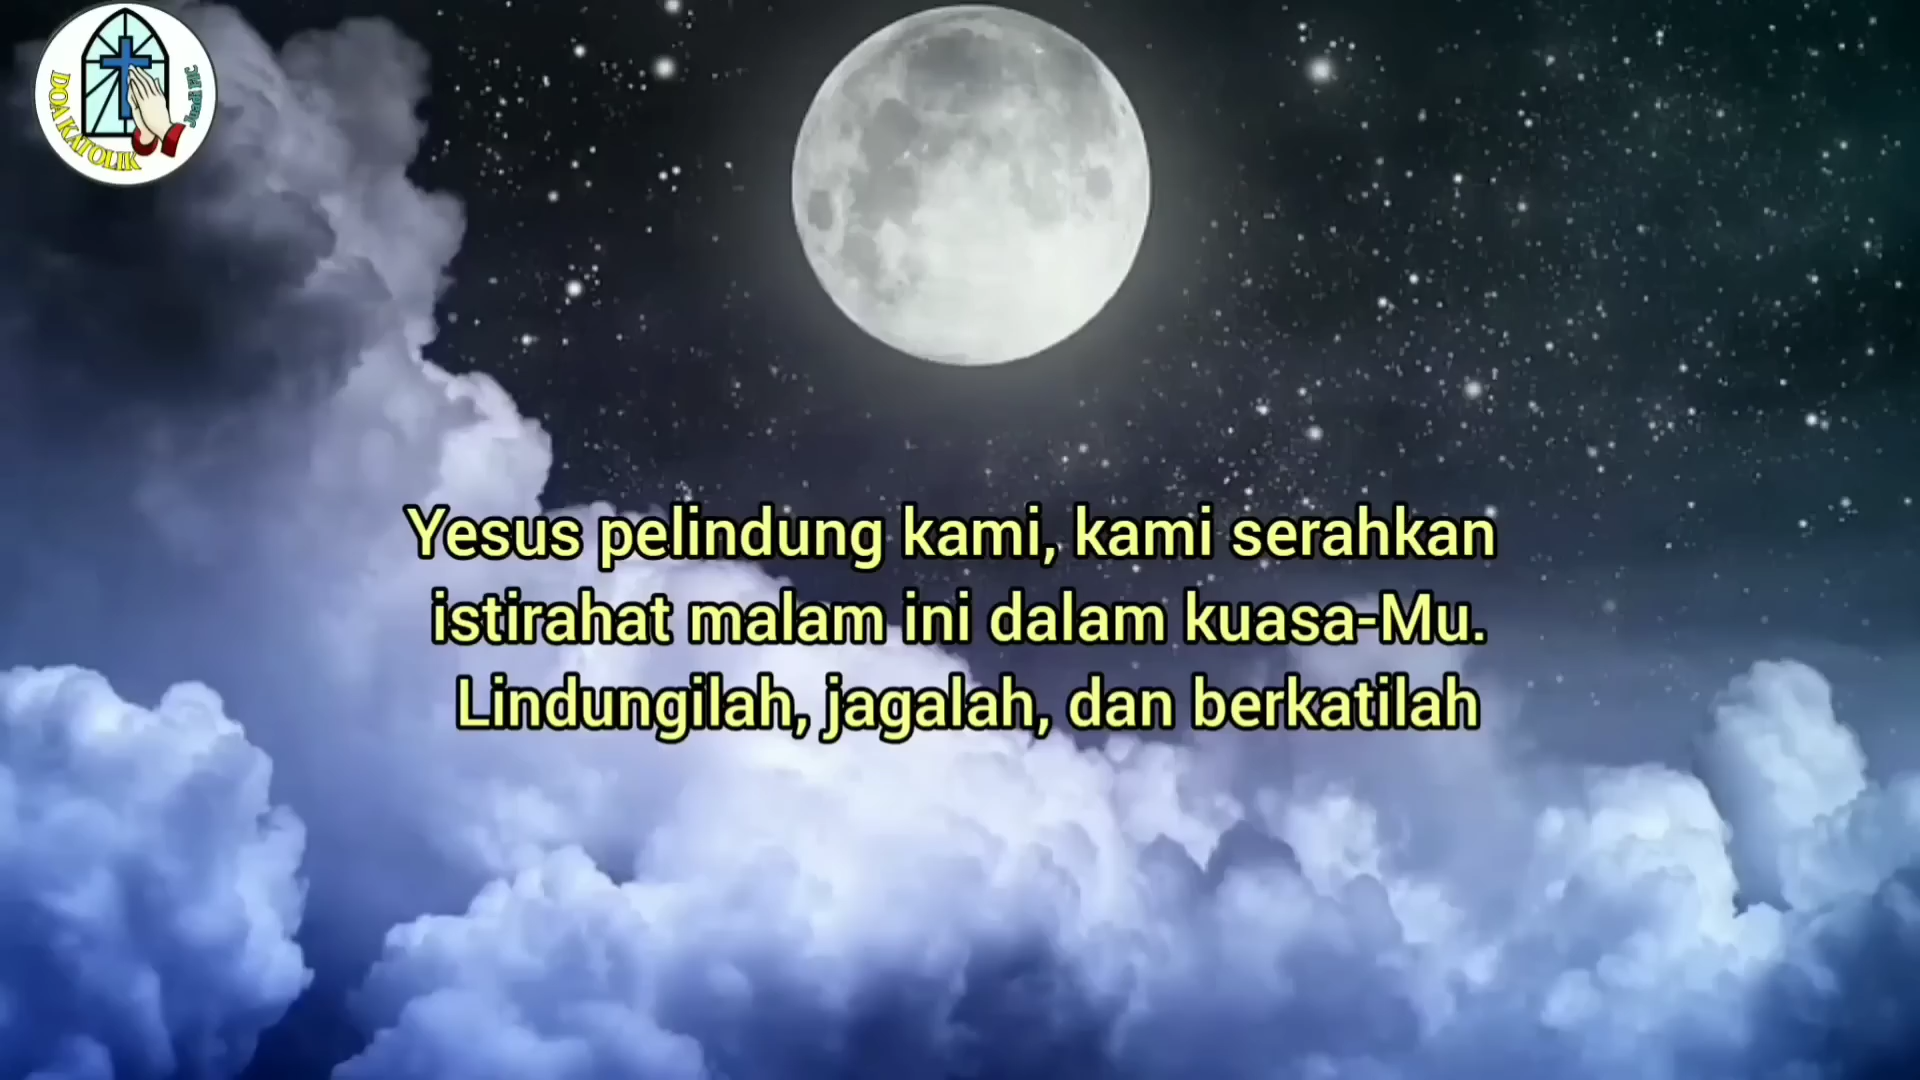 DOA KATOLIK
Yesus pelindung kami, kami serahkan
istirahat malam ini dalam kuasa-Mu.
Lindungilah, jagalah, dan berkatilah